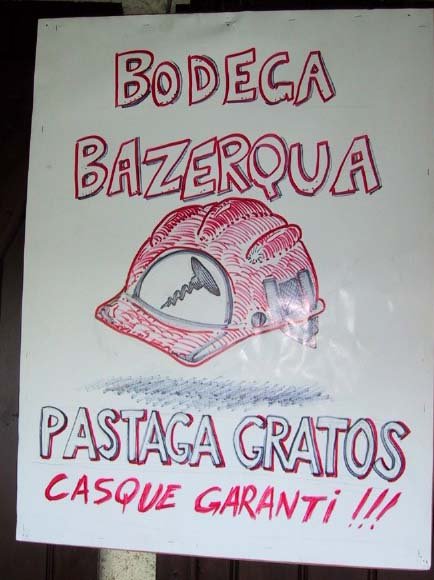 BODEGA
BAZERQUA
PASTAGA GRATOS
CASQUE GARANTi !!!